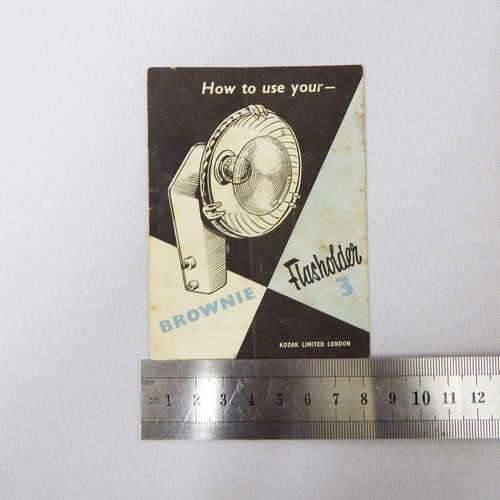 How to use your—
Flasholder
3
BROWNIE
KODAK LIMITED LONDON
cm 1 2 3 4 5 6 7 8 9 10 11 12